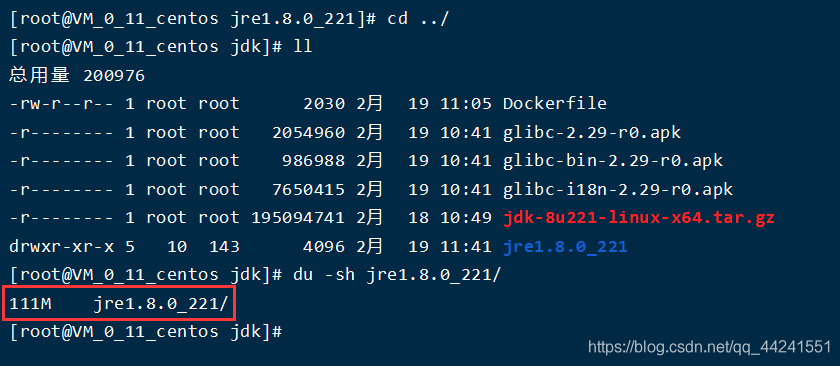 [root@VM_0_11_centos jre1.8.0_221]# cd ../
[root@VM_0_11_centos jdk]# ll
总用量 200976
-rw-r--r-- 1 root root      2030 2月  19 11:05 Dockerfile
-r-------- 1 root root   2054960 2月  19 10:41 glibc-2.29-r0.apk
-r-------- 1 root root    986988 2月  19 10:41 glibc-bin-2.29-r0.apk
-r-------- 1 root root   7650415 2月  19 10:41 glibc-i18n-2.29-r0.apk
-r-------- 1 root root 195094741 2月  18 10:49 jdk-8u221-linux-x64.tar.gz
drwxr-xr-x 5   10  143      4096 2月  19 11:41 jre1.8.0_221
[root@VM_0_11_centos jdk]# du -sh jre1.8.0_221/
111M    jre1.8.0_221/
[root@VM_0_11_centos jdk]#
https://blog.csdn.net/qq_44241551